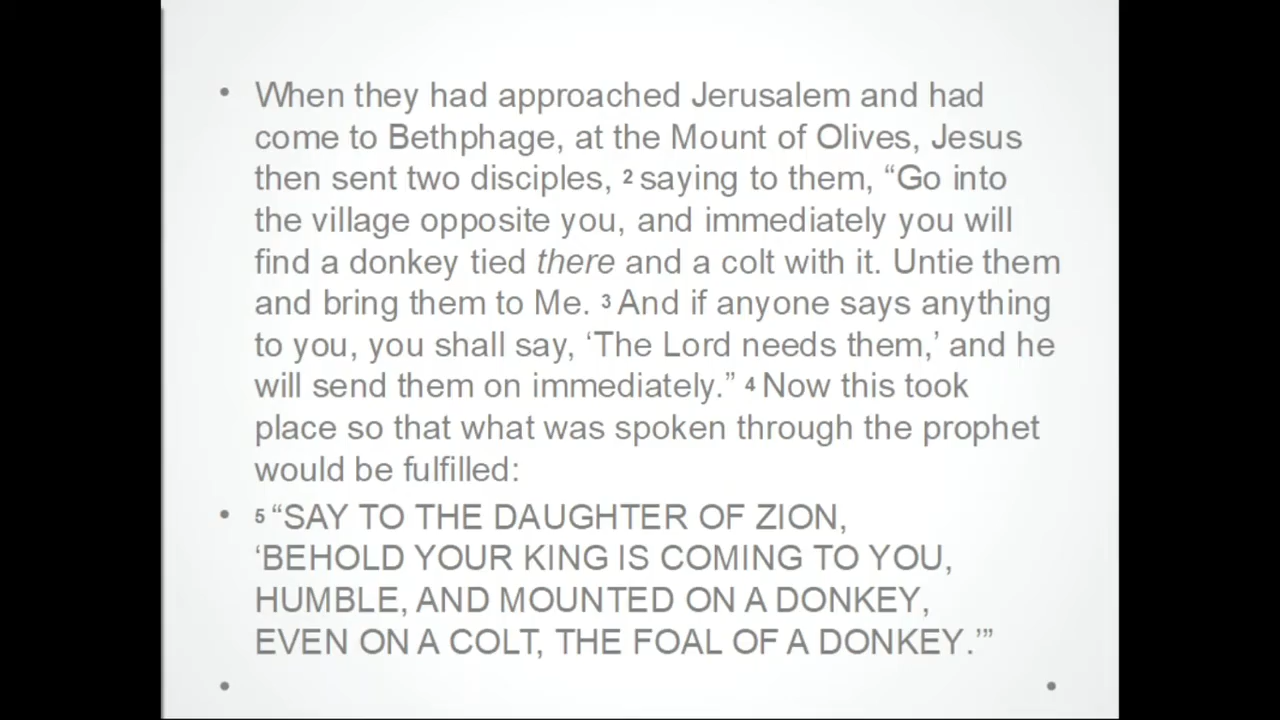 • When they had approached Jerusalem and had
come to Bethphage, at the Mount of Olives, Jesus
then sent two disciples, 2 saying to them, “Go into
the village opposite you, and immediately you will
find a donkey tied there and a colt with it. Untie them
and bring them to Me. 3 And if anyone says anything
to you, you shall say, ‘The Lord needs them,’ and he
will send them on immediately.” 4 Now this took
place so that what was spoken through the prophet
would be fulfilled:
• 5 “SAY TO THE DAUGHTER OF ZION,
‘BEHOLD YOUR KING IS COMING TO YOU,
HUMBLE, AND MOUNTED ON A DONKEY,
EVEN ON A COLT, THE FOAL OF A DONKEY.’”